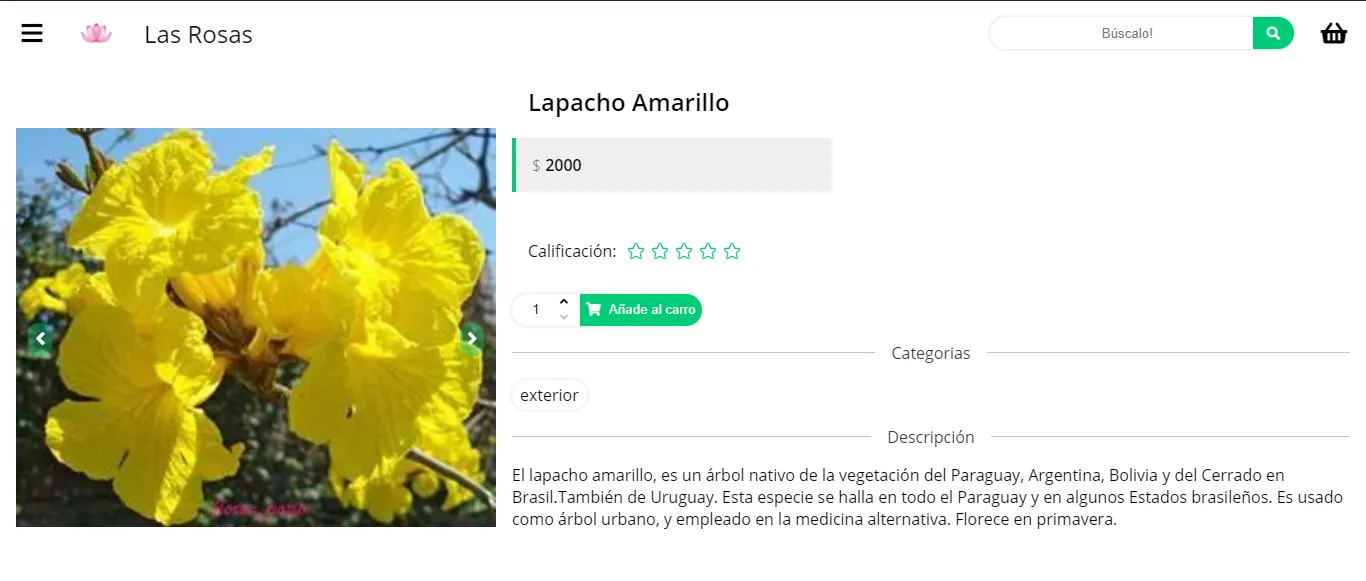 Las Rosas
Búscalo!
Lapacho Amarillo
$ 2000
Calificación:
1
Añade al carro
Categorias
exterior
Descripción
El lapacho amarillo, es un árbol nativo de la vegetación del Paraguay, Argentina, Bolivia y del Cerrado en
Brasil.También de Uruguay. Esta especie se halla en todo el Paraguay y en algunos Estados brasileños. Es usado
como árbol urbano, y empleado en la medicina alternativa. Florece en primavera.